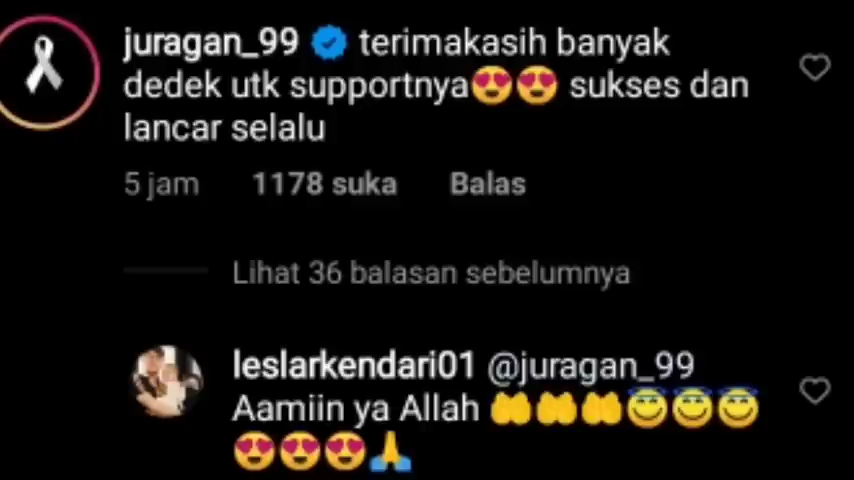 juragan_99 terimakasih banyak
dedek utk supportnya😍😍 sukses dan
lancar selalu
5 jam 1178 suka Balas
Lihat 36 balasan sebelumnya
leslarkendari01 @juragan_99
Aamiin ya Allah 🤲🤲🤲😇😇😇
😍😍😍🙏